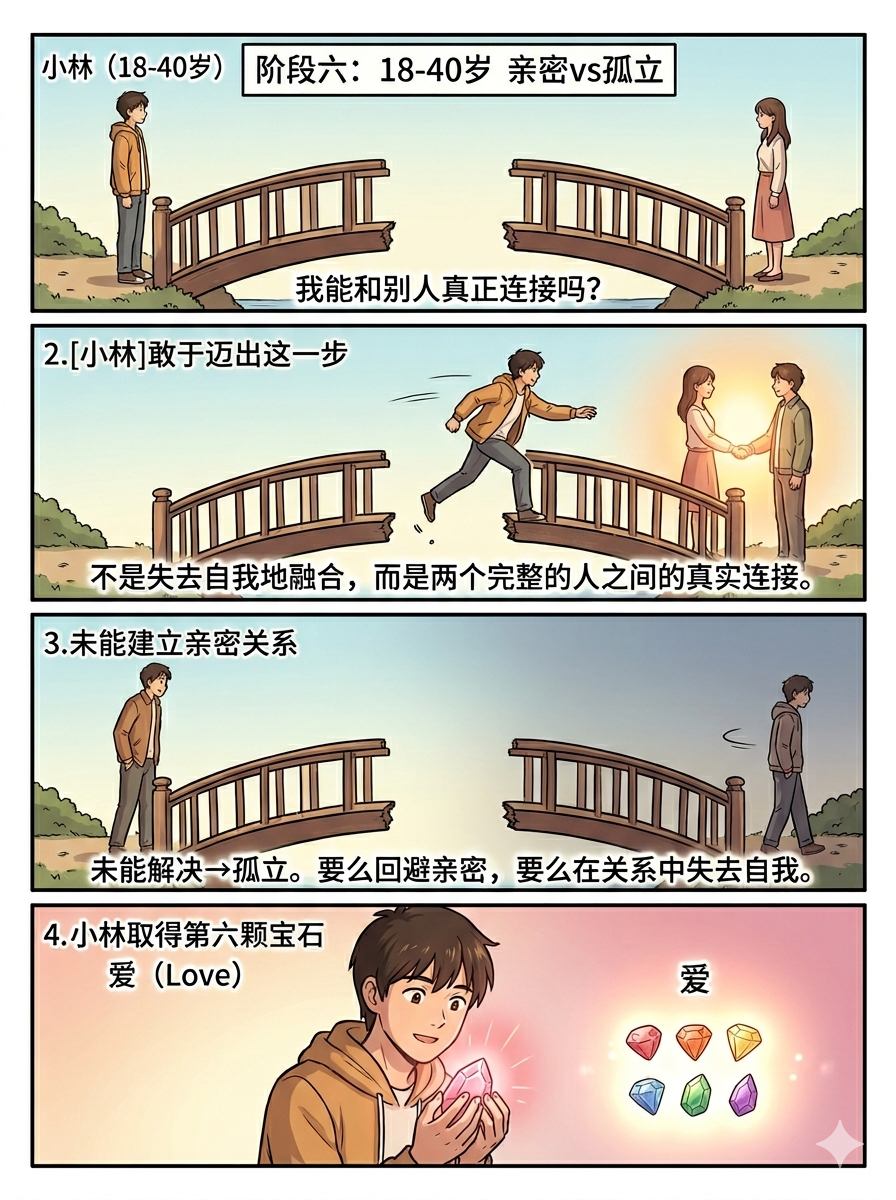 小林（18-40岁）
阶段六：18-40岁 亲密vs孤立
我能和别人真正连接吗？
2.[小林]敢于迈出这一步
不是失去自我地融合，而是两个完整的人之间的真实连接。
3.未能建立亲密关系
未能解决→孤立。要么回避亲密，要么在关系中失去自我。
4.小林取得第六颗宝石
爱（Love）
爱